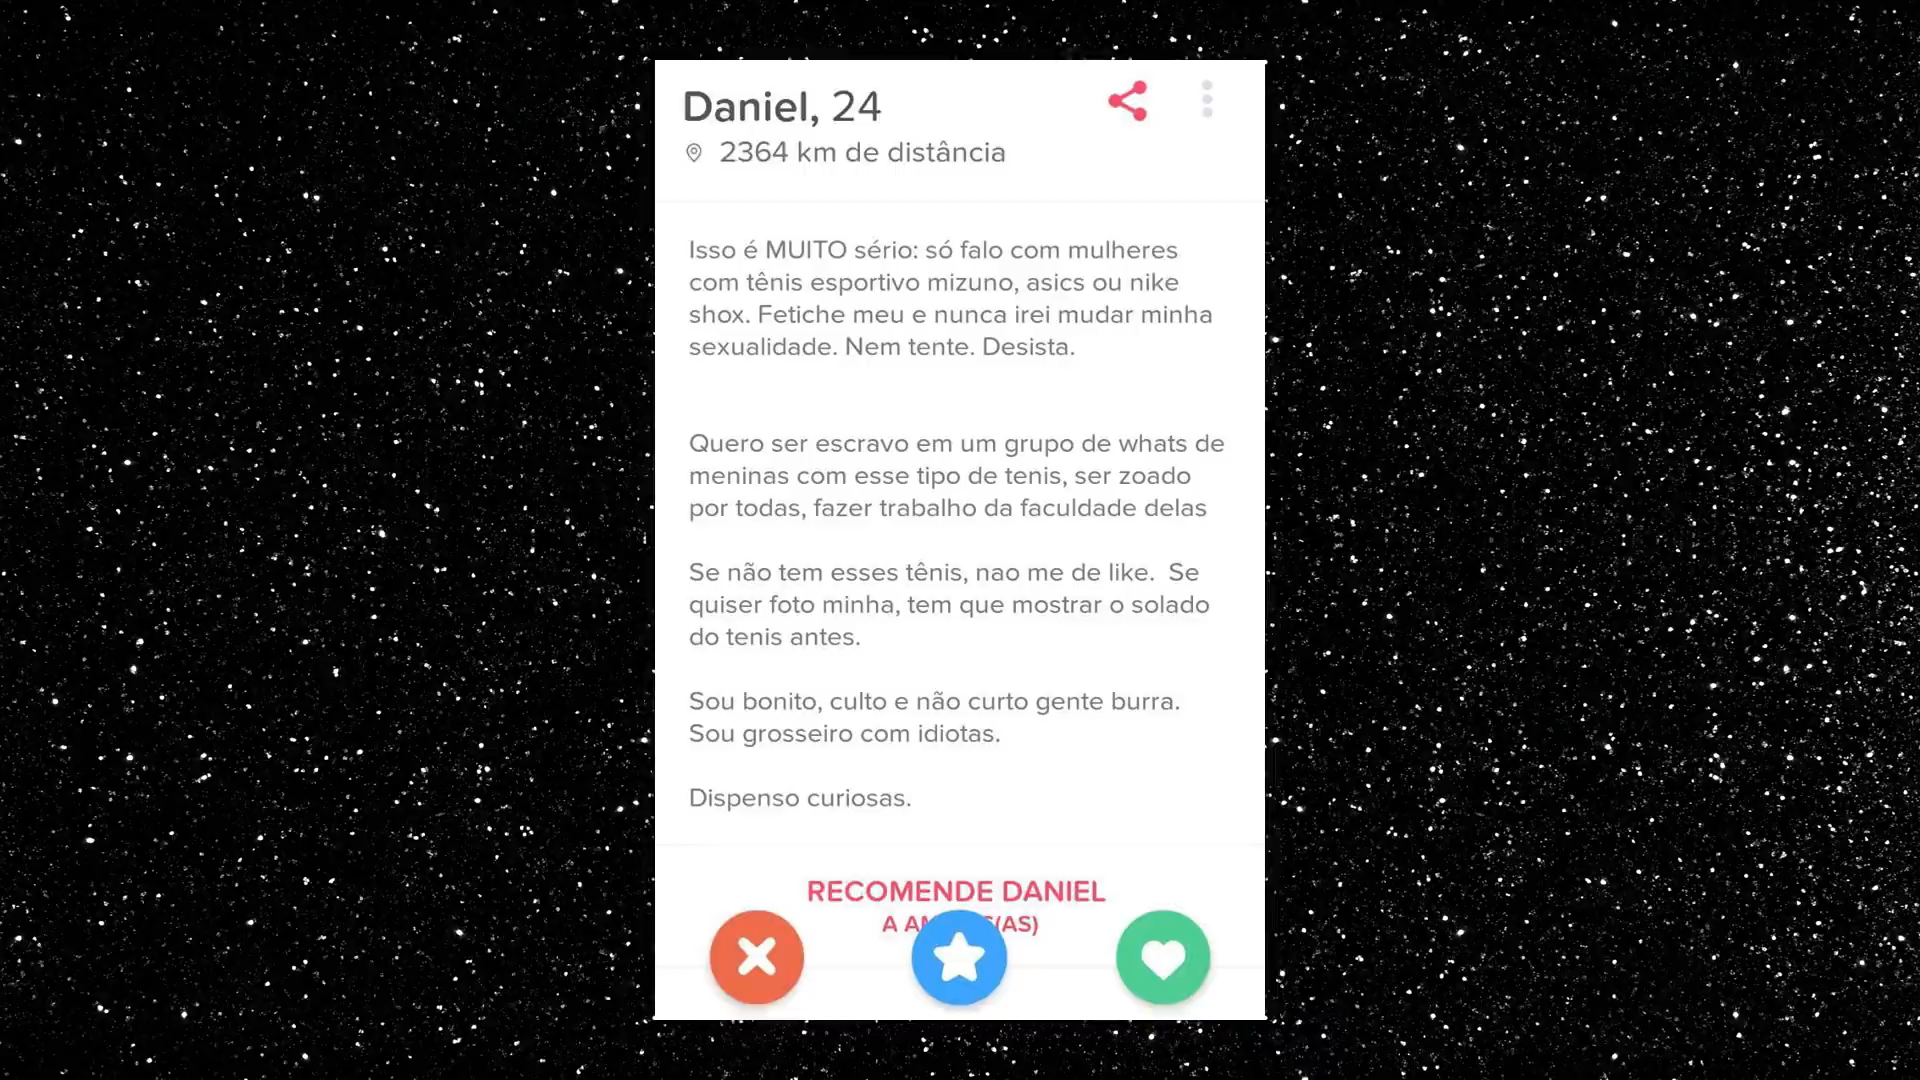 Daniel, 24
2364 km de distância
Isso é MUITO sério: só falo com mulheres
com tênis esportivo mizuno, asics ou nike
shox. Fetiche meu e nunca irei mudar minha
sexualidade. Nem tente. Desista.
Quero ser escravo em um grupo de whats de
meninas com esse tipo de tenis, ser zoado
por todas, fazer trabalho da faculdade delas
Se não tem esses tênis, nao me de like.  Se
quiser foto minha, tem que mostrar o solado
do tenis antes.
Sou bonito, culto e não curto gente burra.
Sou grosseiro com idiotas.
Dispenso curiosas.
RECOMENDE DANIEL
A